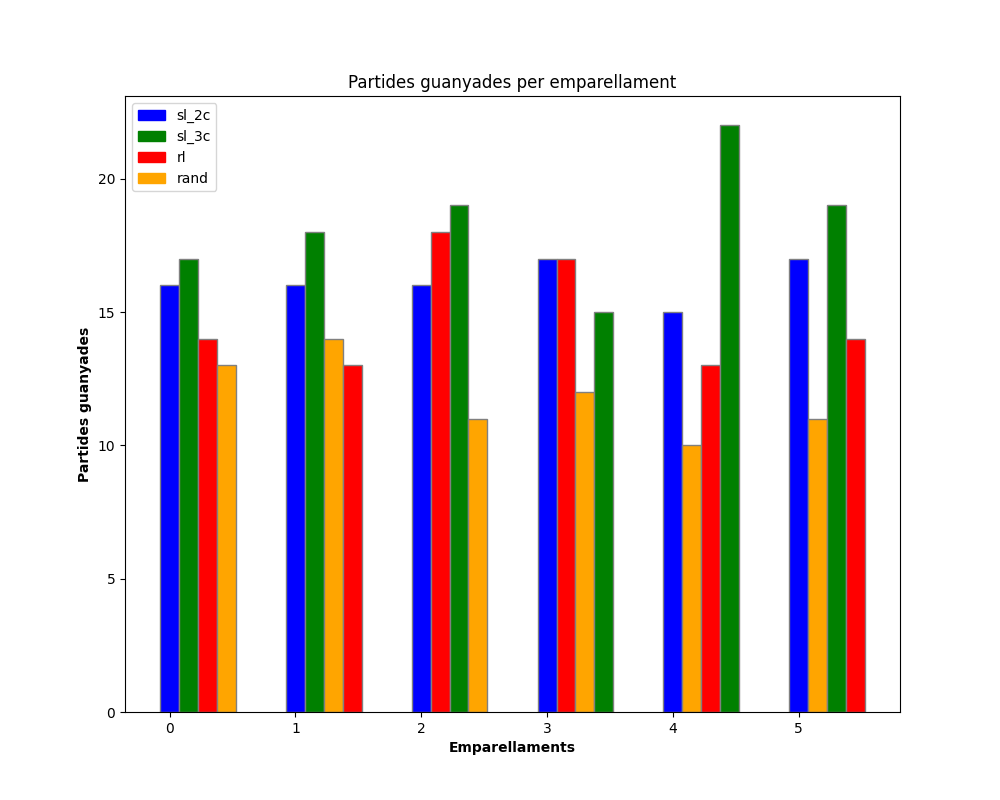 Partides guanyades per emparellament
sl_2c
sl_3c
rl
rand
Partides guanyades
20
15
10
5
0
0 1 2 3 4 5
Emparellaments